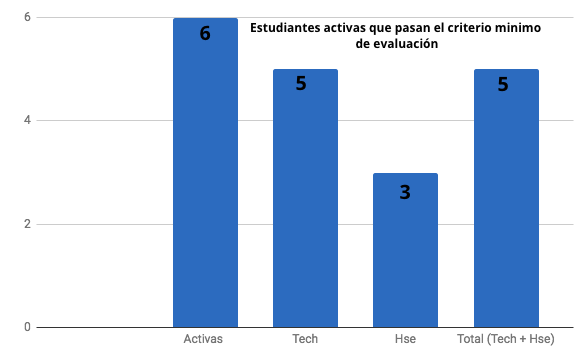 Estudiantes activas que pasan el criterio minimo
de evaluación
6
6
5
5
4
3
2
0
Activas
Tech
Hse
Total (Tech + Hse)